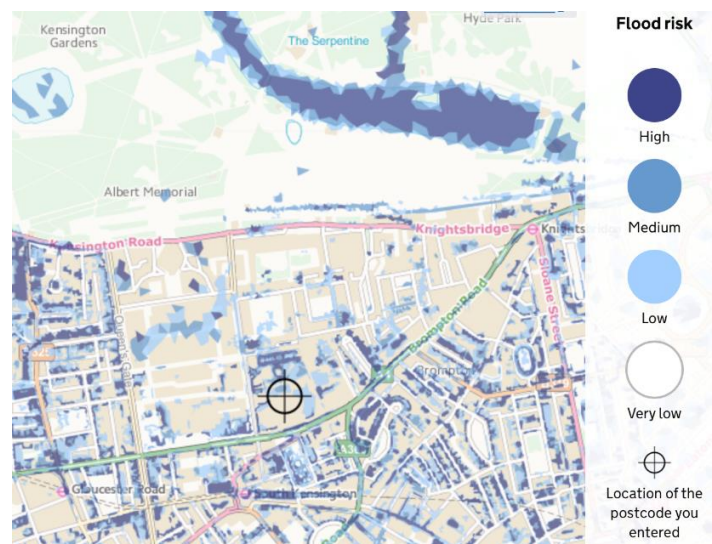 Kensington
Gardens
Hyde Park
The Serpentine
Albert Memorial
Kensington Road
Knightsbridge
Knights
Sloane Street
Brompton Road
Brompton
Gloucester Road
South Kensington
Road
Flood risk
High
Medium
Low
Very low
Location of the
postcode you
entered